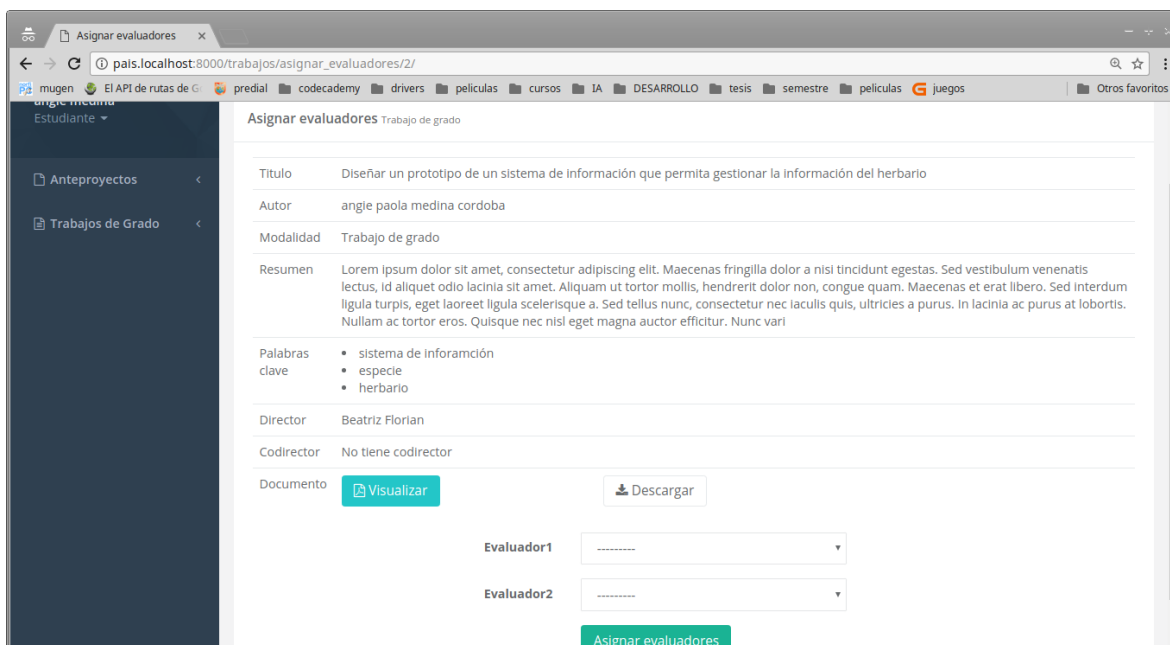 Asignar evaluadores
pais.localhost:8000/trabajos/asignar_evaluadores/2/
mugen El API de rutas de G predial codecademy drivers peliculas cursos IA DESARROLLO tesis semestre peliculas juegos Otros favoritos
angie medina
Estudiante
Anteproyectos
Trabajos de Grado
Asignar evaluadores Trabajo de grado
Titulo Diseñar un prototipo de un sistema de información que permita gestionar la información del herbario
Autor angie paola medina cordoba
Modalidad Trabajo de grado
Resumen Lorem ipsum dolor sit amet, consectetur adipiscing elit. Maecenas fringilla dolor a nisi tincidunt egestas. Sed vestibulum venenatis
lectus, id aliquet odio lacinia sit amet. Aliquam ut tortor mollis, hendrerit dolor non, congue quam. Maecenas et erat libero. Sed interdum
ligula turpis, eget laoreet ligula scelerisque a. Sed tellus nunc, consectetur nec iaculis quis, ultricies a purus. In lacinia ac purus at lobortis.
Nullam ac tortor eros. Quisque nec nisl eget magna auctor efficitur. Nunc vari
Palabras
clave
• sistema de inforamción
• especie
• herbario
Director Beatriz Florian
Codirector No tiene codirector
Documento Visualizar Descargar
Evaluador1 ---------
Evaluador2 ---------
Asignar evaluadores